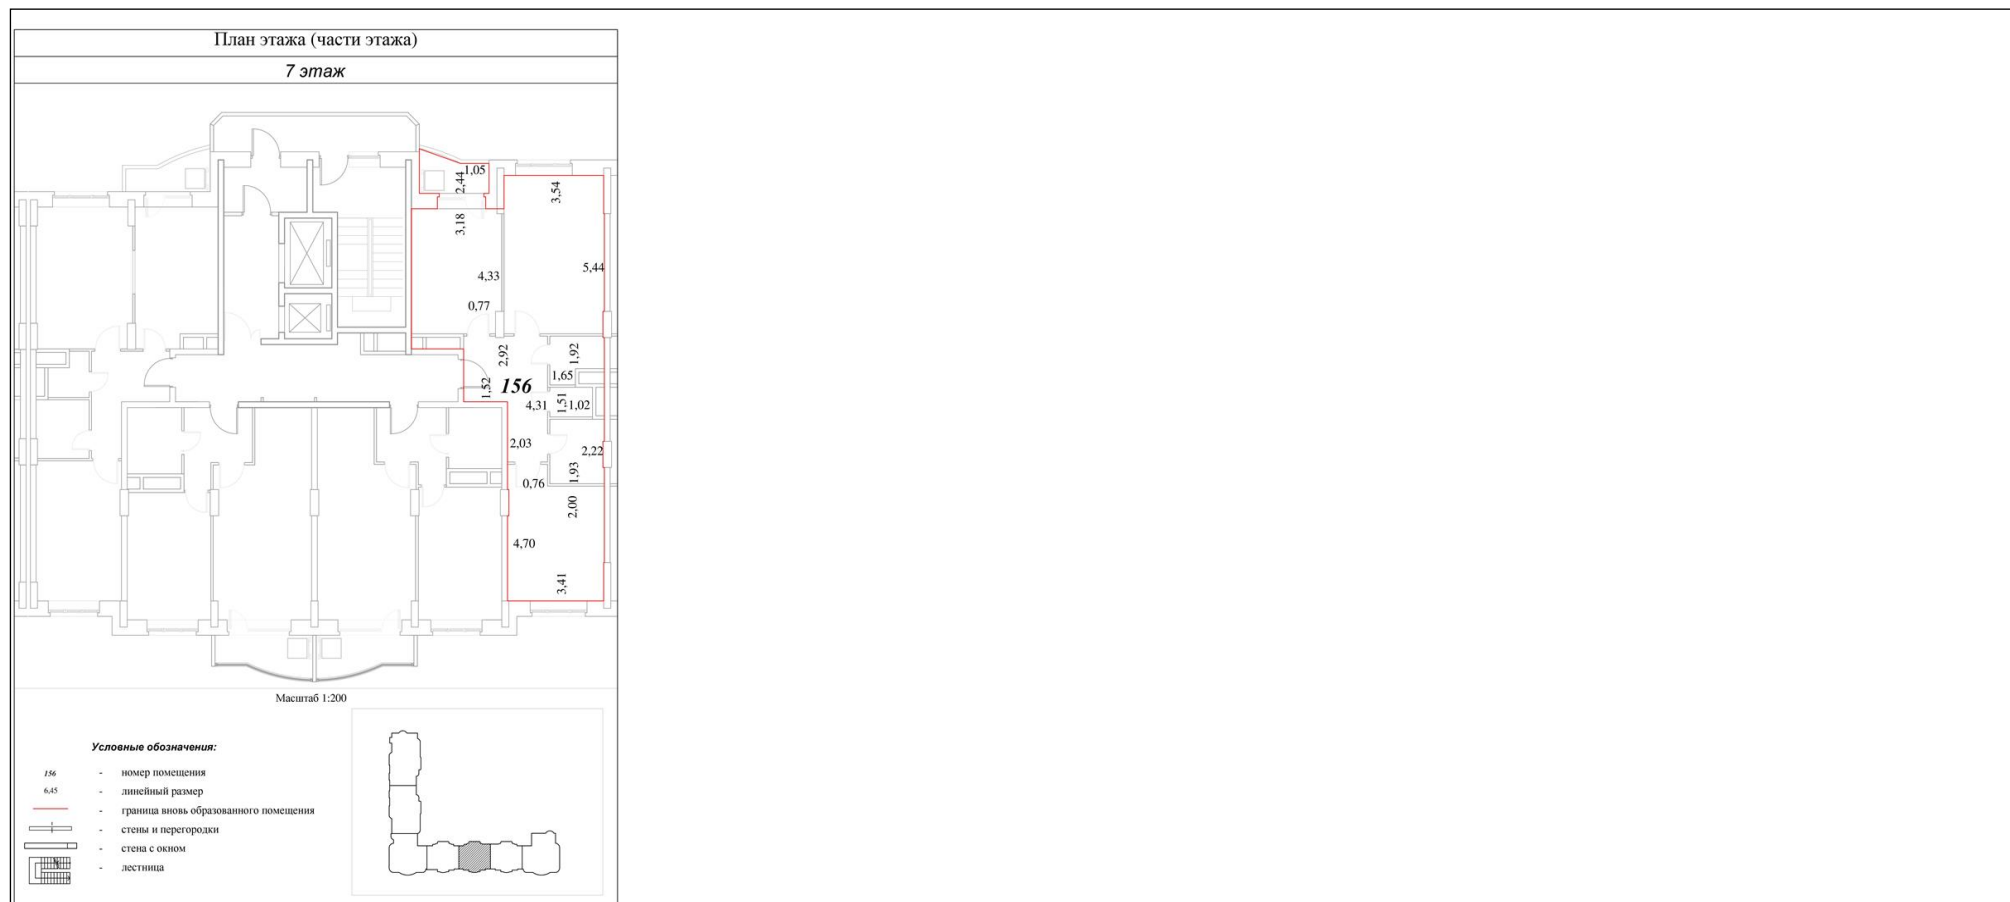 План этажа (части этажа)
7 этаж
1,05
2,44
3,54
3,18
5,44
4,33
0,77
2,92
1,92
1,65
156
1,52
4,31
1,51
1,02
2,03
2,22
1,93
0,76
2,00
4,70
3,41
Масштаб 1:200
Условные обозначения:
156 - номер помещения
6,45 - линейный размер
- граница вновь образованного помещения
- стены и перегородки
- стена с окном
- лестница